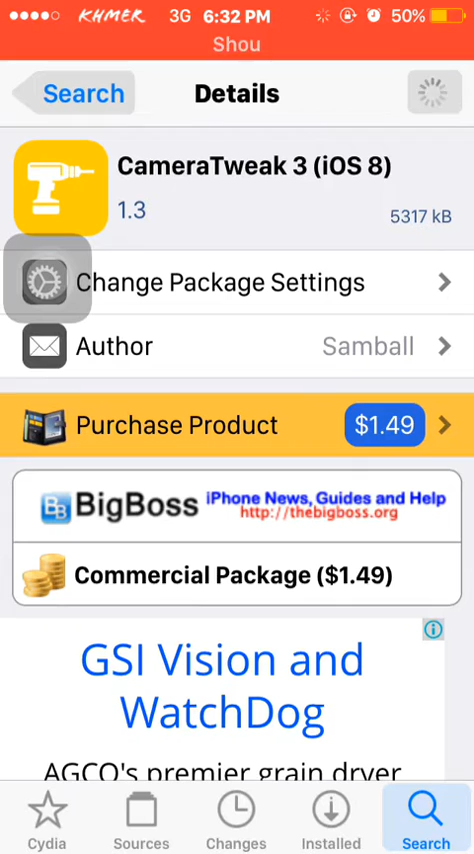 KHMER 3G 6:32 PM 50%
Shou
Search Details
CameraTweak 3 (iOS 8)
1.3 5317 kB
Change Package Settings
Author Samball
Purchase Product $1.49
BigBoss iPhone News, Guides and Help
http://thebigboss.org
Commercial Package ($1.49)
GSI Vision and
WatchDog
AGCO's premier grain dryer
Cydia Sources Changes Installed Search